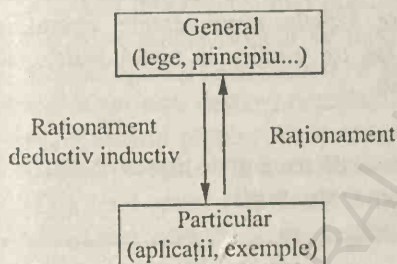 General
(lege, principiu...)
Raționament
deductiv inductiv
Raționament
Particular
(aplicații, exemple)